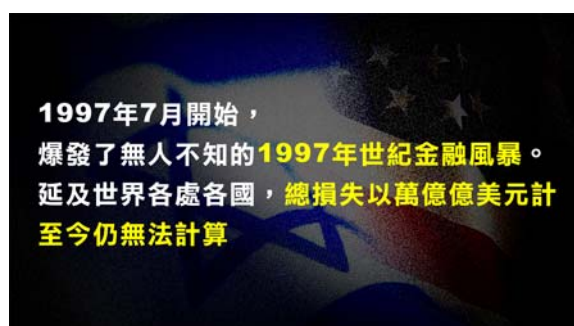 1997年7月開始，
爆發了無人不知的1997年世紀金融風暴。
延及世界各處各國，總損失以萬億億美元計
至今仍無法計算